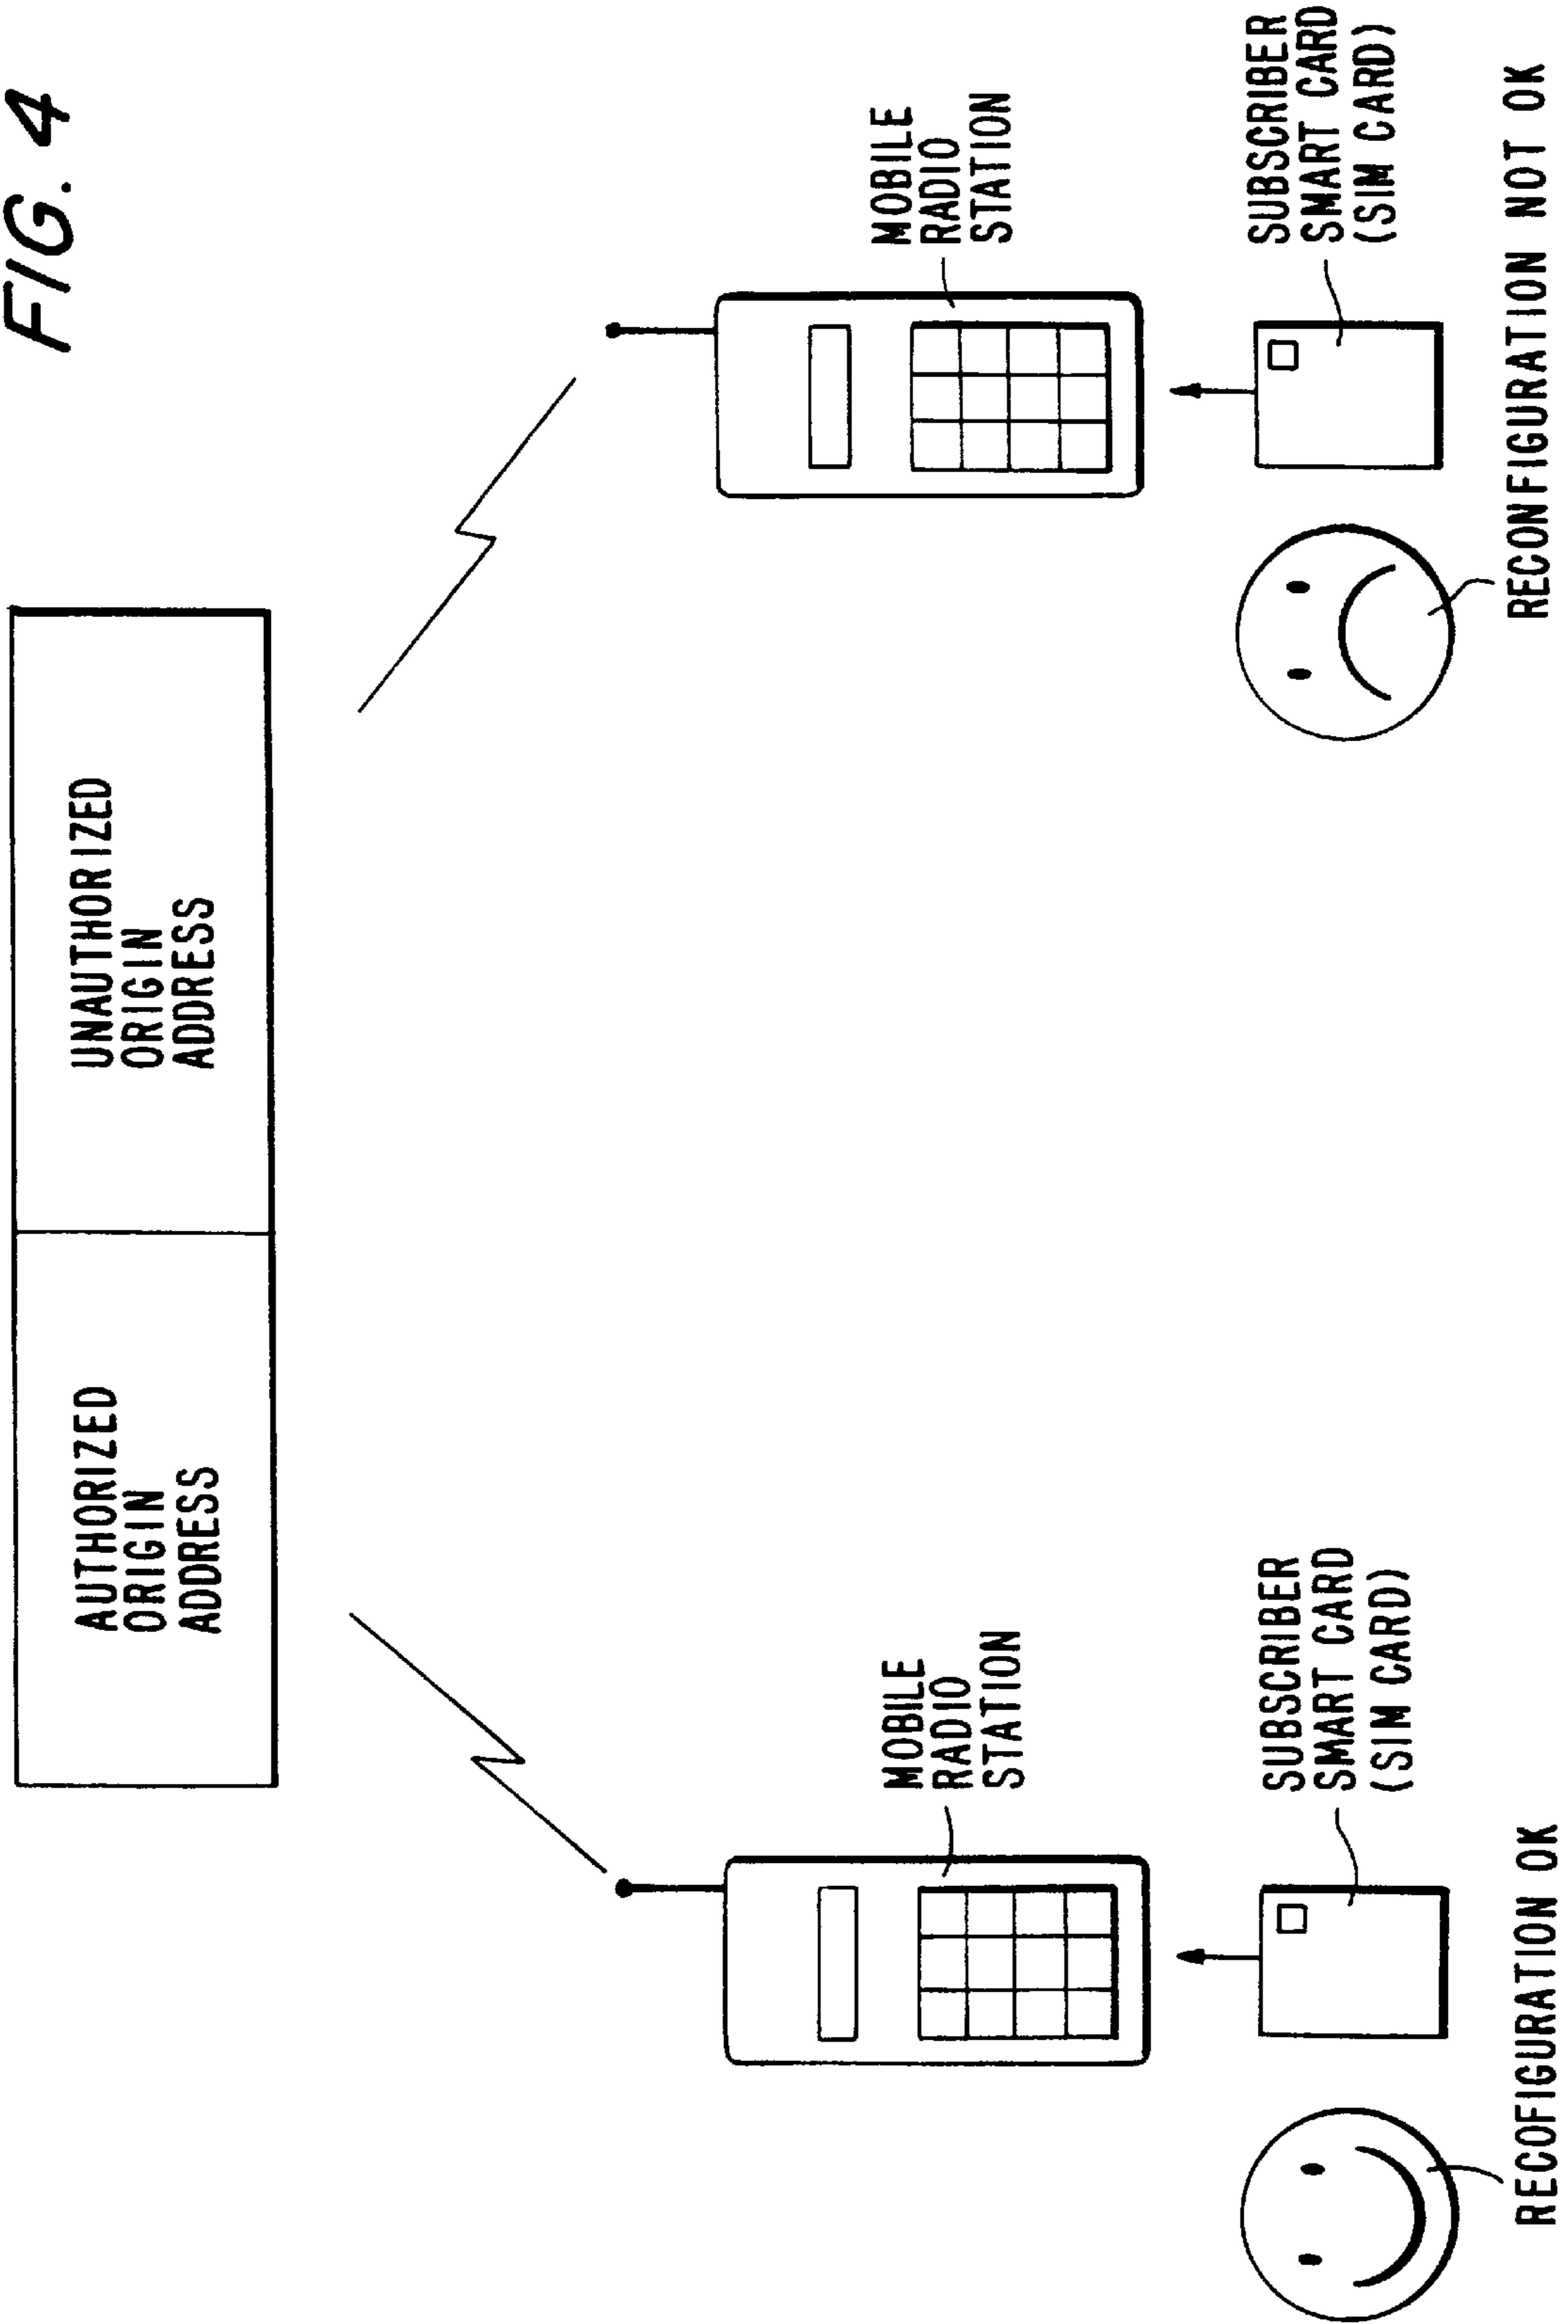 FIG. 4
AUTHORIZED
ORIGIN
ADDRESS
UNAUTHORIZED
ORIGIN
ADDRESS
MOBILE
RADIO
STATION
MOBILE
RADIO
STATION
SUBSCRIBER
SMART CARD
(SIM CARD)
SUBSCRIBER
SMART CARD
(SIM CARD)
RECOFIGURATION OK
RECONFIGURATION NOT OK